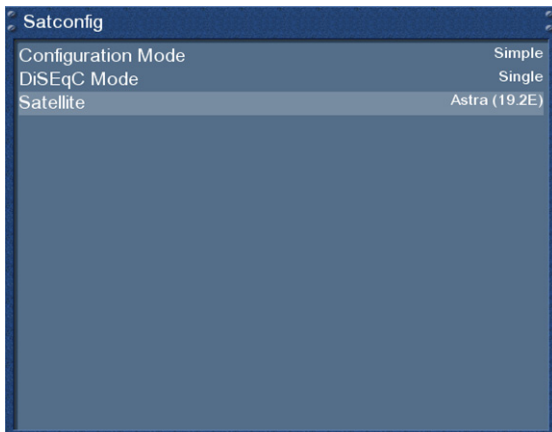 Satconfig
Configuration Mode Simple
DiSEqC Mode Single
Satellite Astra (19.2E)